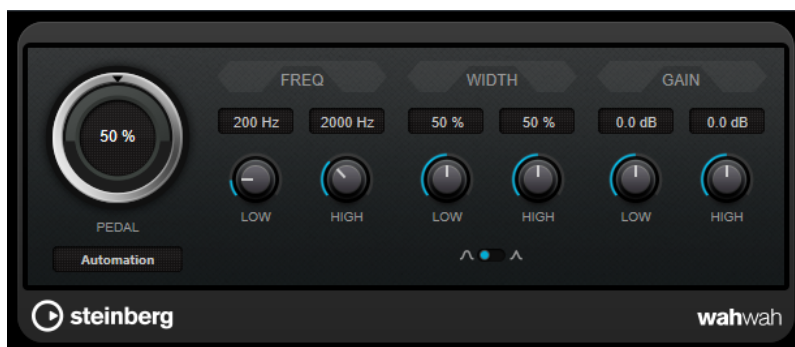 FREQ WIDTH GAIN
50 % 200 Hz 2000 Hz 50 % 50 % 0.0 dB 0.0 dB
LOW HIGH LOW HIGH LOW HIGH
PEDAL
Automation
steinberg wahwah